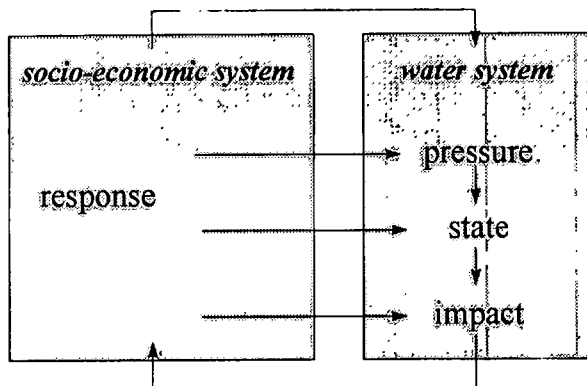 socio-economic system
water system
pressure
response
state
impact